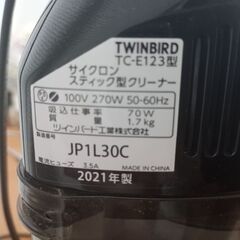 TWINBIRD
TC-E123型
サイクロン
スティック型クリーナー
100V 270W 50-60Hz
吸込仕事率 70W
質量 1.7kg
製造番号
JP1L30C
ツインバード工業株式会社
電流ヒューズ 3.5A
2021年製